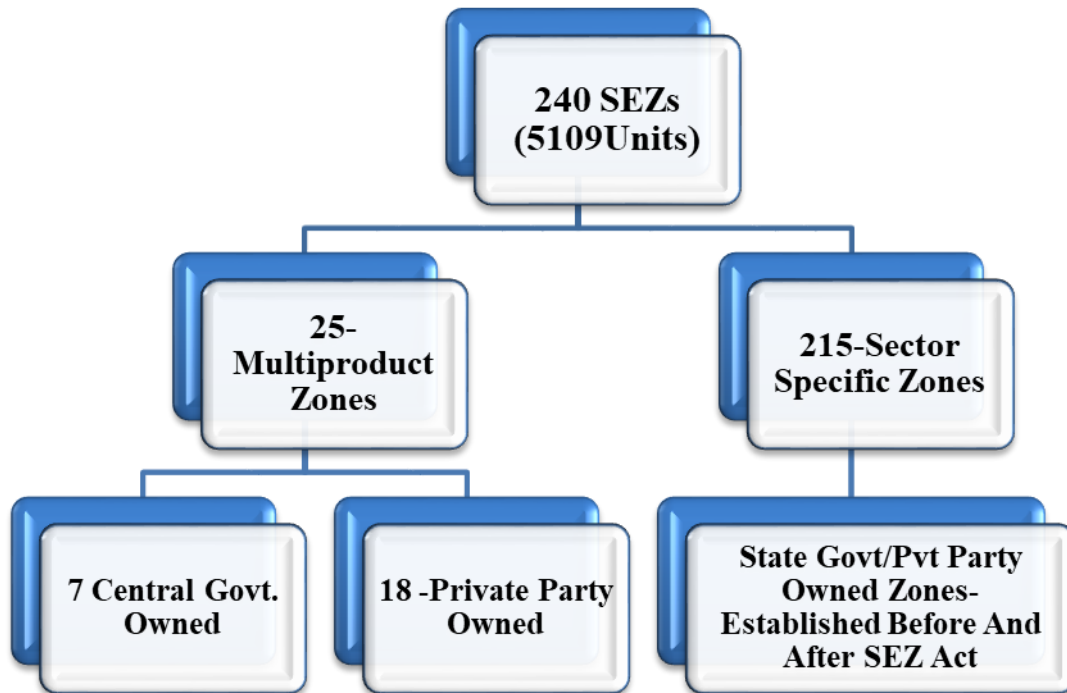 240 SEZs
(5109Units)
25-
Multiproduct
Zones
215-Sector
Specific Zones
7 Central Govt.
Owned
18 -Private Party
Owned
State Govt/Pvt Party
Owned Zones-
Established Before And
After SEZ Act